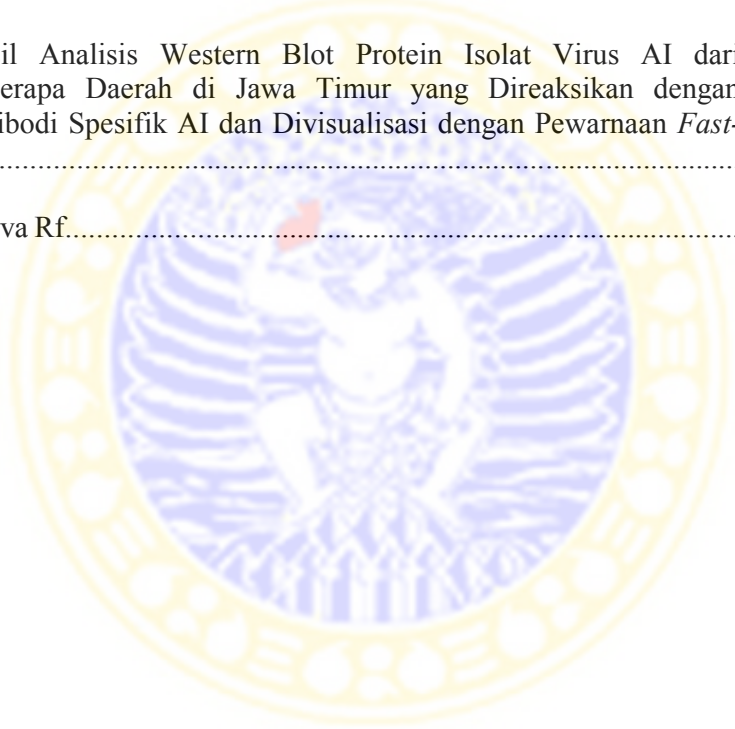 il Analisis Western Blot Protein Isolat Virus AI dari
erapa Daerah di Jawa Timur yang Direaksikan dengan
ibodi Spesifik AI dan Divisualisasi dengan Pewarnaan Fast-
................................................................................................
va Rf......................................................................................